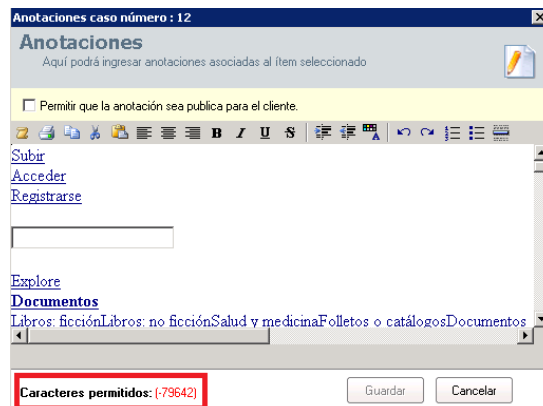 Anotaciones caso número : 12
Anotaciones
Aquí podrá ingresar anotaciones asociadas al ítem seleccionado
Permitir que la anotación sea publica para el cliente.
B I U S
Subir
Acceder
Registrarse
Explore
Documentos
Libros: ficciónLibros: no ficciónSalud y medicinaFolletos o catálogosDocumentos
Caracteres permitidos: (-79642)
Guardar
Cancelar